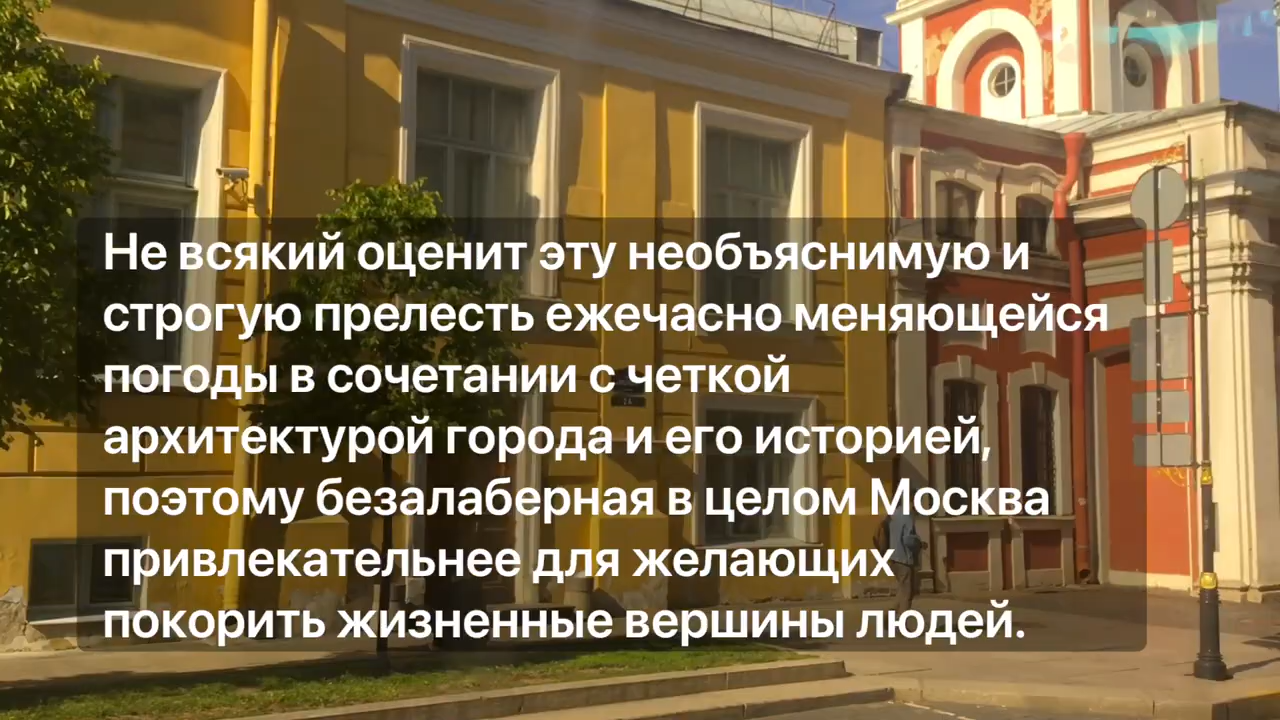 Не всякий оценит эту необъяснимую и
строгую прелесть ежечасно меняющейся
погоды в сочетании с четкой
архитектурой города и его историей,
поэтому безалаберная в целом Москва
привлекательнее для желающих
покорить жизненные вершины людей.